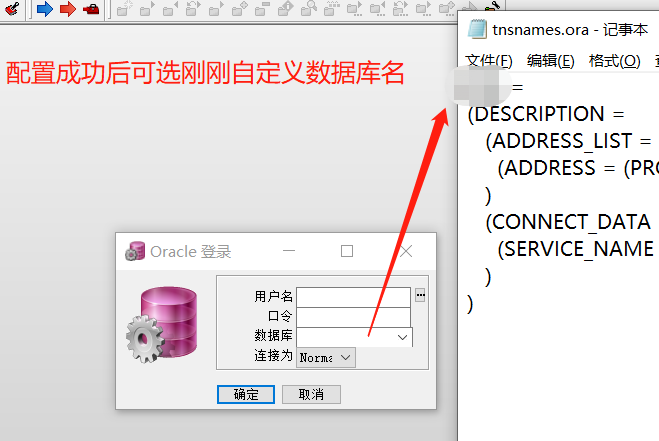 tnsnames.ora - 记事本
文件(F) 编辑(E) 格式(O)
配置成功后可选刚刚自定义数据库名
=
(DESCRIPTION =
(ADDRESS_LIST =
(ADDRESS = (PRO
)
(CONNECT_DATA
(SERVICE_NAME
)
)
Oracle 登录
用户名
口令
数据库
连接为 Norma
确定 取消